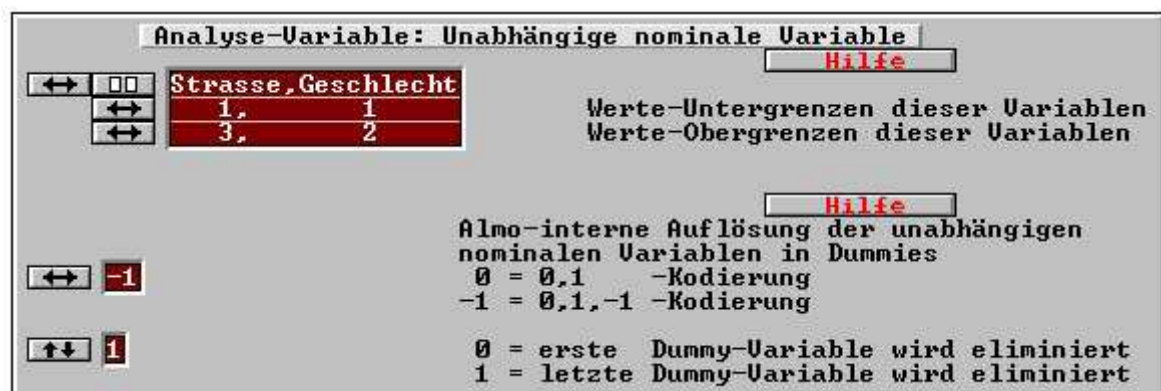 Analyse-Variable: Unabhängige nominale Variable
Hilfe
Strasse,Geschlecht
1, 1 Werte-Untergrenzen dieser Variablen
3, 2 Werte-Obergrenzen dieser Variablen
Hilfe
Almo-interne Auflösung der unabhängigen
nominalen Variablen in Dummies
-1 0 = 0,1 -Kodierung
-1 = 0,1,-1 -Kodierung
1 0 = erste Dummy-Variable wird eliminiert
1 = letzte Dummy-Variable wird eliminiert